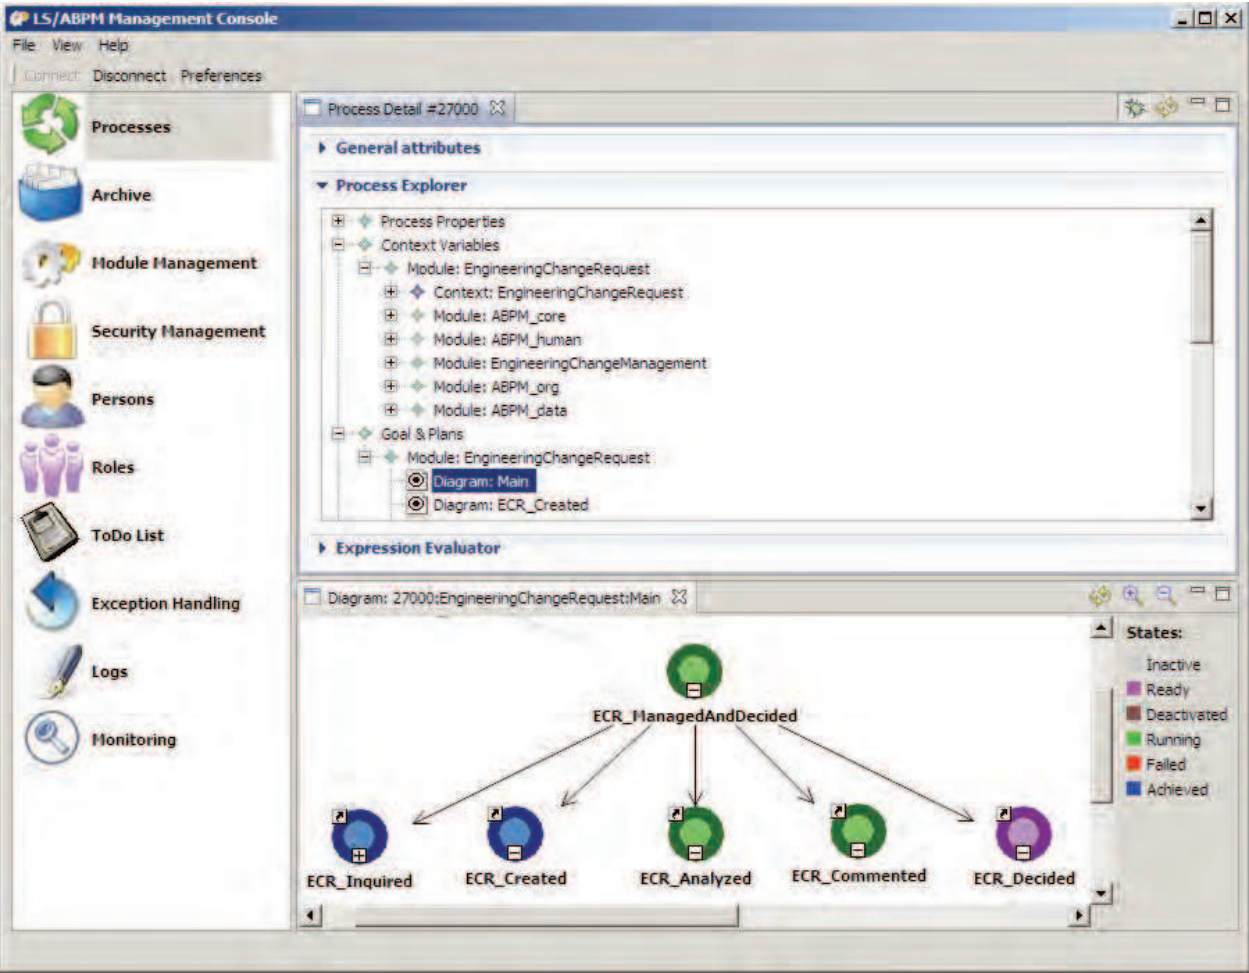 LS/ABPM Management Console
File View Help
Connect Disconnect Preferences
Processes
Archive
Module Management
Security Management
Persons
Roles
ToDo List
Exception Handling
Logs
Monitoring
Process Detail #27000
General attributes
Process Explorer
Process Properties
Context Variables
Module: EngineeringChangeRequest
Context: EngineeringChangeRequest
Module: ABPM_core
Module: ABPM_human
Module: EngineeringChangeManagement
Module: ABPM_org
Module: ABPM_data
Goal & Plans
Module: EngineeringChangeRequest
Diagram: Main
Diagram: ECR_Created
Expression Evaluator
Diagram: 27000:EngineeringChangeRequest:Main
ECR_ManagedAndDecided
ECR_Inquired
ECR_Created
ECR_Analyzed
ECR_Commented
ECR_Decided
States:
Inactive
Ready
Deactivated
Running
Failed
Achieved